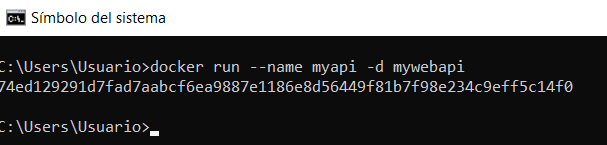 Símbolo del sistema
C:\Users\Usuario>docker run --name myapi -d mywebapi
74ed129291d7fad7aabcf6ea9887e1186e8d56449f81b7f98e234c9eff5c14f0
C:\Users\Usuario>